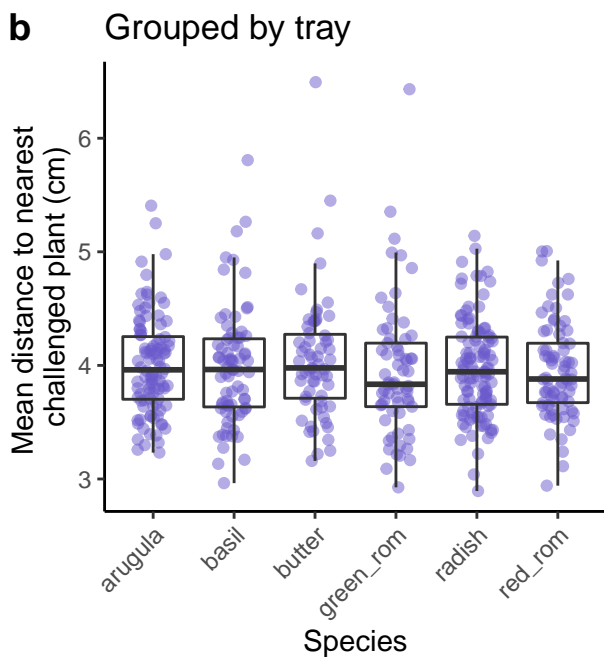 b Grouped by tray
Mean distance to nearest
challenged plant (cm)
6
5
4
3
arugula
basil
butter
green_rom
radish
red_rom
Species